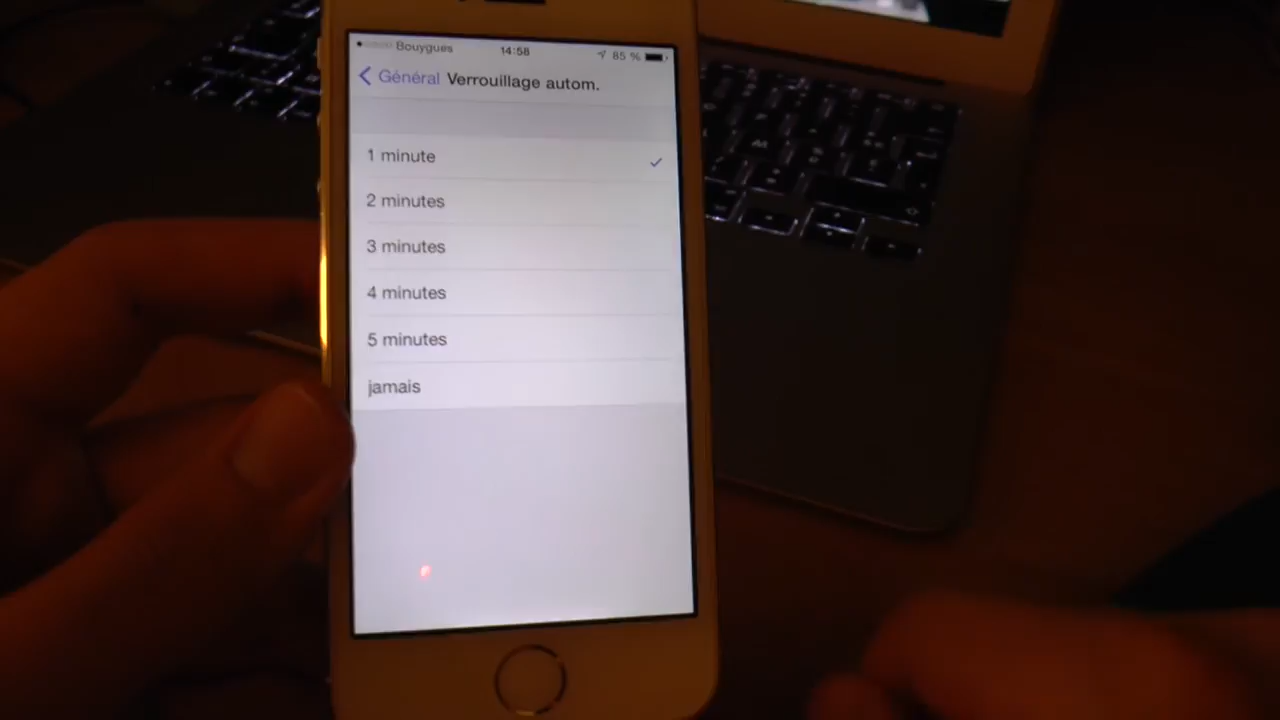 Bouygues 14:58 85 %
Général Verrouillage autom.
1 minute
2 minutes
3 minutes
4 minutes
5 minutes
jamais